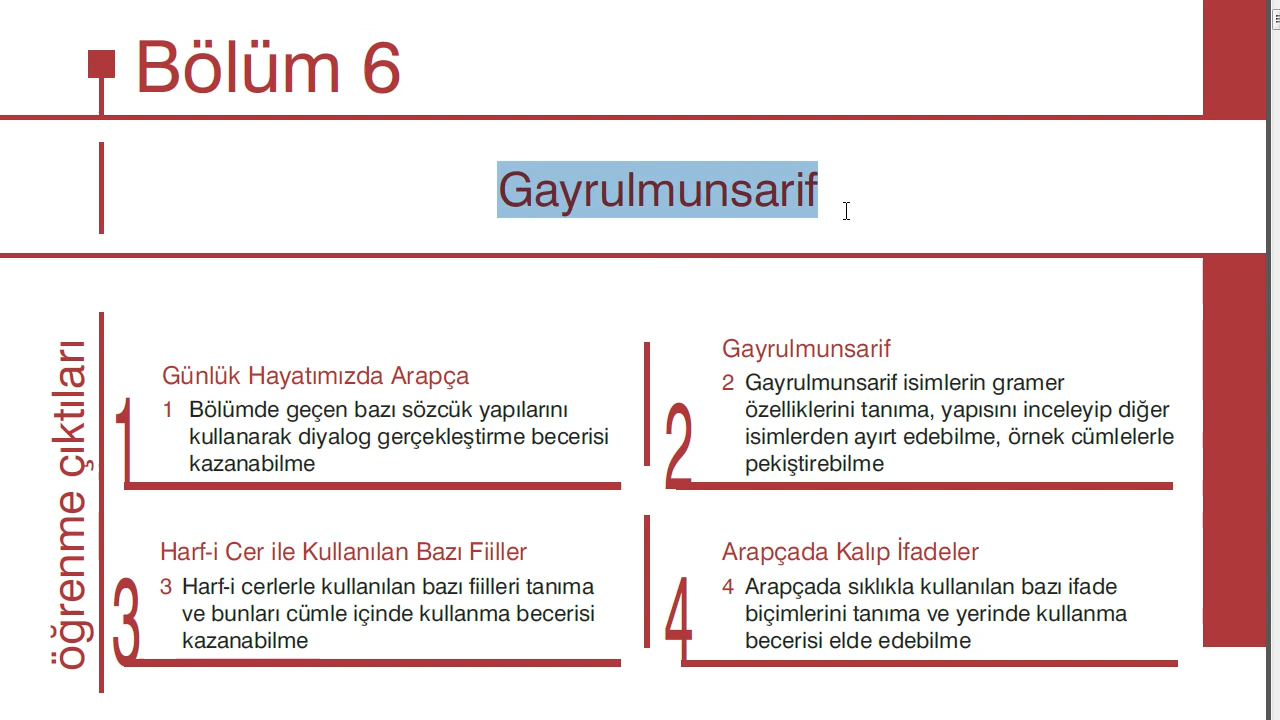 Bölüm 6
Gayrulmunsarif
öğrenme çıktıları
1
Günlük Hayatımızda Arapça
1 Bölümde geçen bazı sözcük yapılarını
kullanarak diyalog gerçekleştirme becerisi
kazanabilme
2
Gayrulmunsarif
2 Gayrulmunsarif isimlerin gramer
özelliklerini tanıma, yapısını inceleyip diğer
isimlerden ayırt edebilme, örnek cümlelerle
pekiştirebilme
3
Harf-i Cer ile Kullanılan Bazı Fiiller
3 Harf-i cerlerle kullanılan bazı fiilleri tanıma
ve bunları cümle içinde kullanma becerisi
kazanabilme
4
Arapçada Kalıp İfadeler
4 Arapçada sıklıkla kullanılan bazı ifade
biçimlerini tanıma ve yerinde kullanma
becerisi elde edebilme